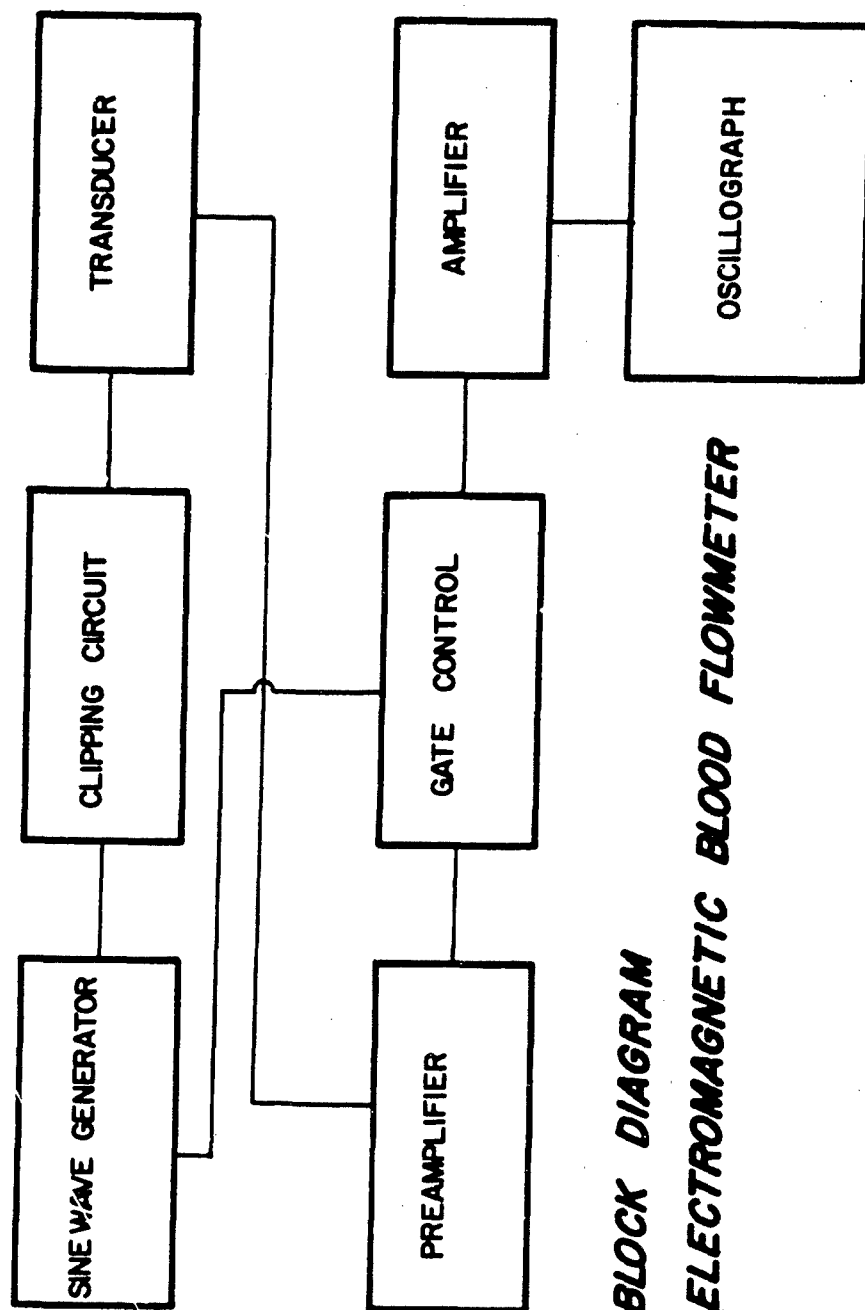 SINE WAVE GENERATOR
CLIPPING CIRCUIT
TRANSDUCER
PREAMPLIFIER
GATE CONTROL
AMPLIFIER
OSCILLOGRAPH
BLOCK DIAGRAM
ELECTROMAGNETIC BLOOD FLOWMETER